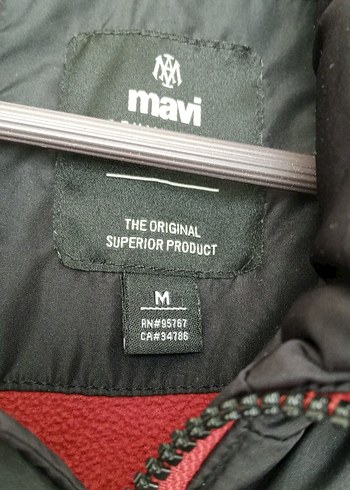 mavi
THE ORIGINAL
SUPERIOR PRODUCT
M
RN#95767
CA#34786